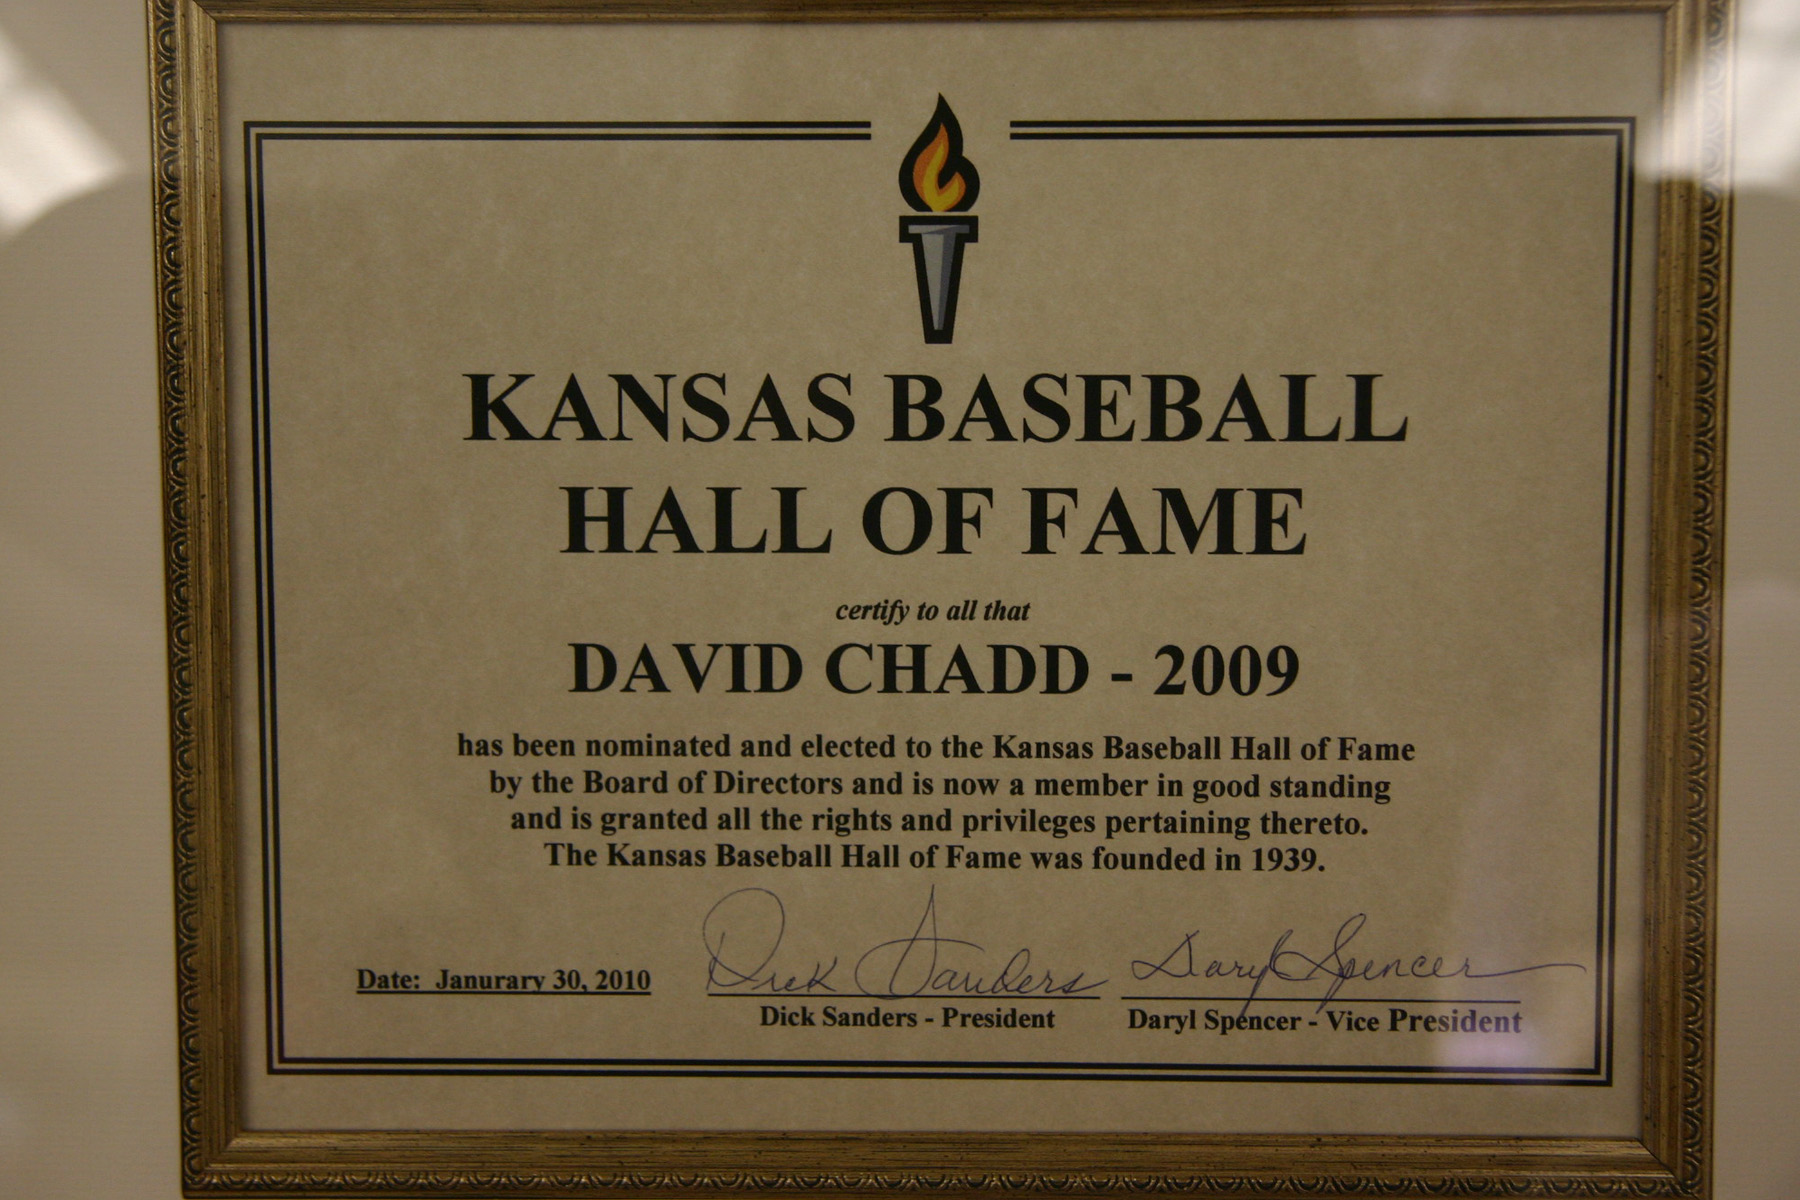 KANSAS BASEBALL
HALL OF FAME
certify to all that
DAVID CHADD - 2009
has been nominated and elected to the Kansas Baseball Hall of Fame
by the Board of Directors and is now a member in good standing
and is granted all the rights and privileges pertaining thereto.
The Kansas Baseball Hall of Fame was founded in 1939.
Dick Sanders Daryl Spencer
Date: Janurary 30, 2010
Dick Sanders - President Daryl Spencer - Vice President